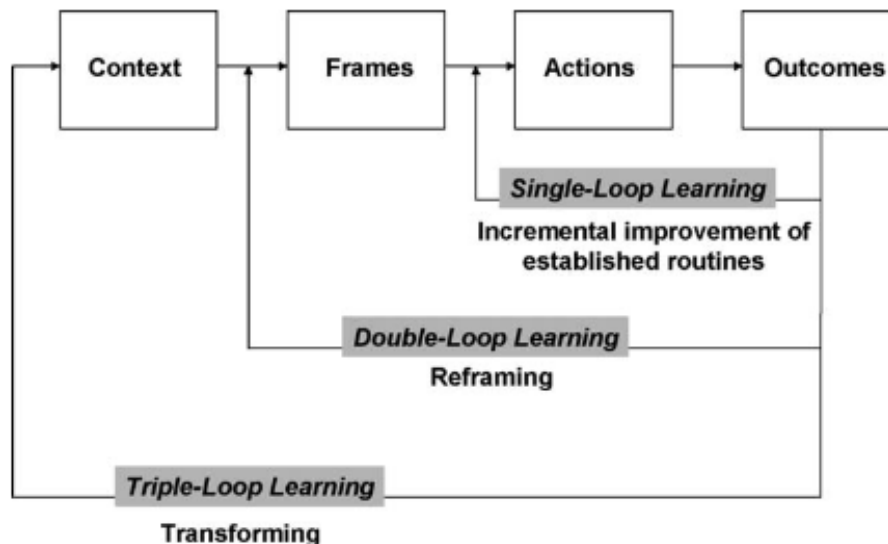 Context
Frames
Actions
Outcomes
Single-Loop Learning
Incremental improvement of
established routines
Double-Loop Learning
Reframing
Triple-Loop Learning
Transforming